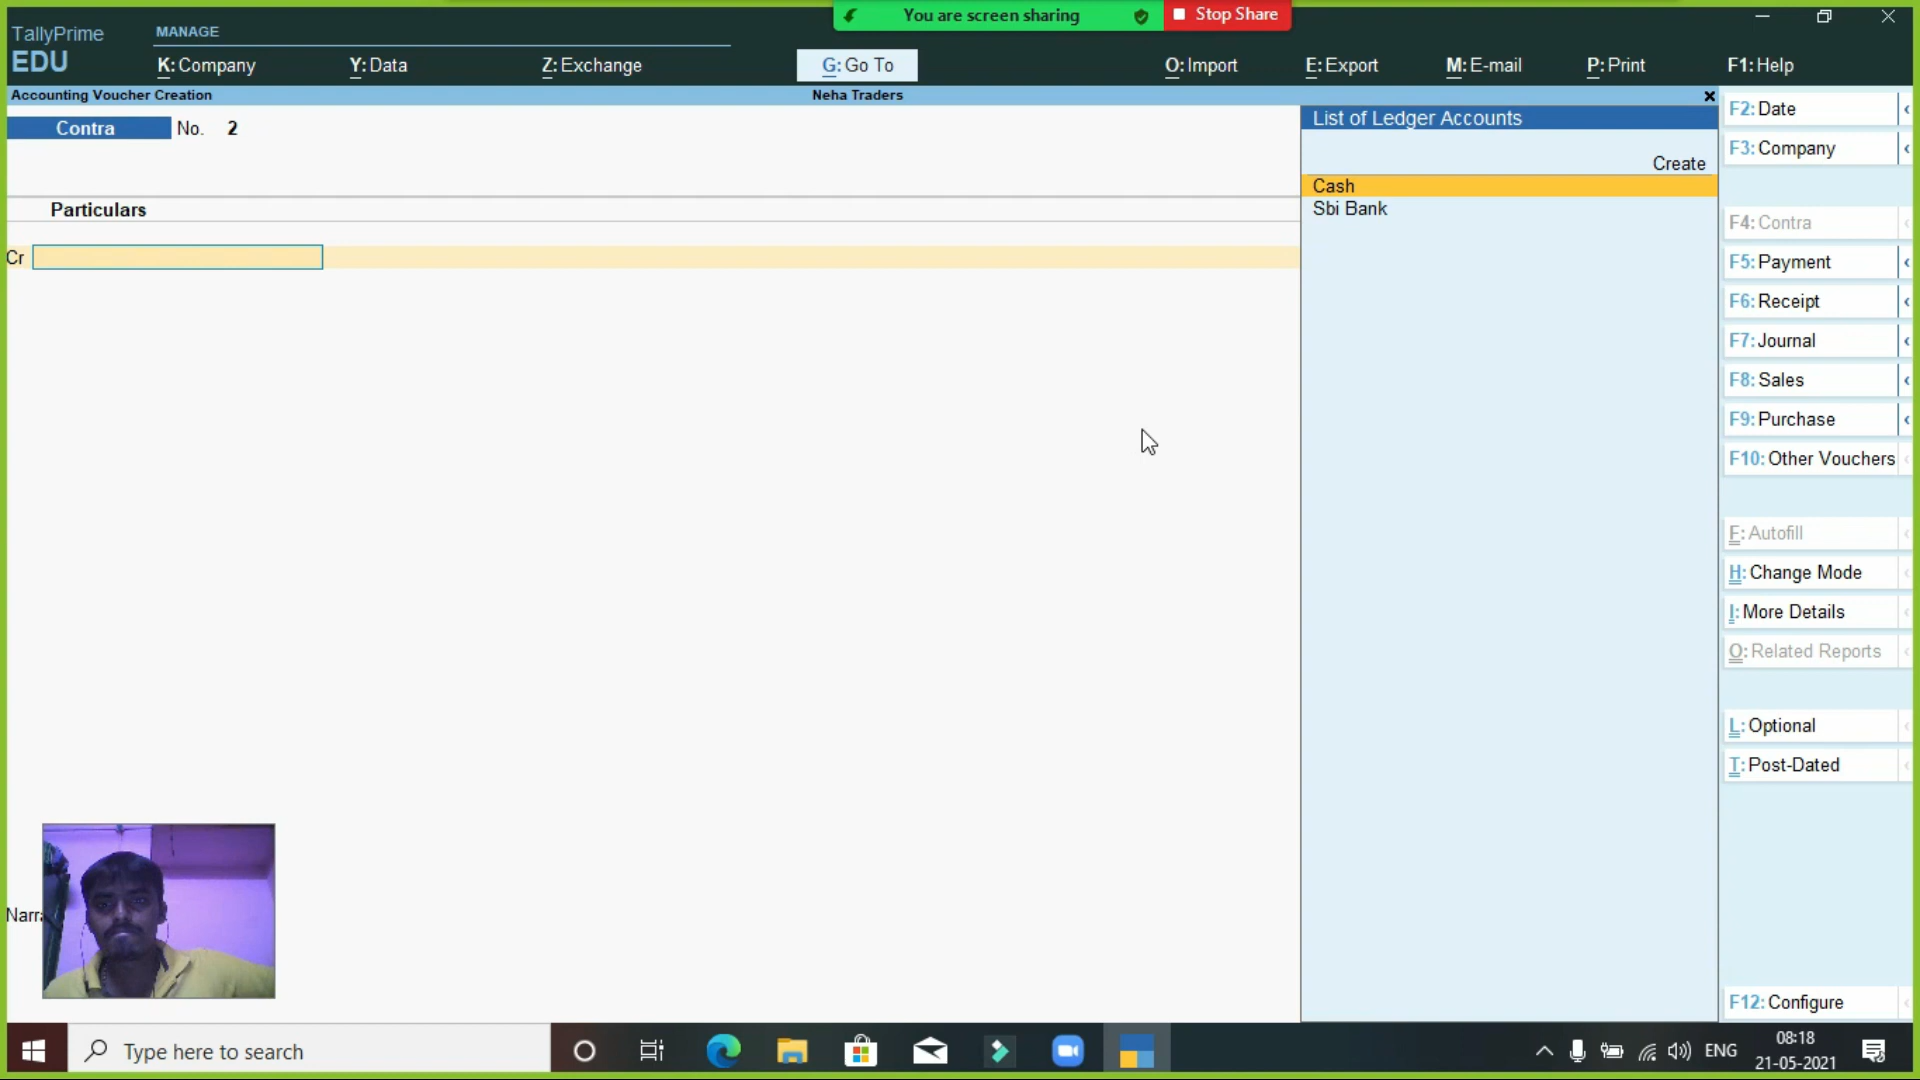 You are screen sharing
Stop Share
TallyPrime
EDU
MANAGE
K: Company
Y: Data
Z: Exchange
G: Go To
O: Import
E: Export
M: E-mail
P: Print
F1: Help
Accounting Voucher Creation
Neha Traders
Contra No. 2
Particulars
Cr
Narra
List of Ledger Accounts
Create
Cash
Sbi Bank
F2: Date
F3: Company
F4: Contra
F5: Payment
F6: Receipt
F7: Journal
F8: Sales
F9: Purchase
F10: Other Vouchers
F: Autofill
H: Change Mode
I: More Details
O: Related Reports
L: Optional
T: Post-Dated
F12: Configure
Type here to search
ENG
08:18
21-05-2021